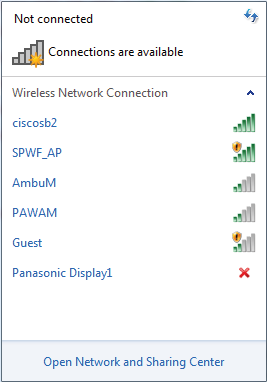 Not connected
Connections are available
Wireless Network Connection
ciscosb2
SPWF_AP
AmbuM
PAWAM
Guest
Panasonic Display1
Open Network and Sharing Center